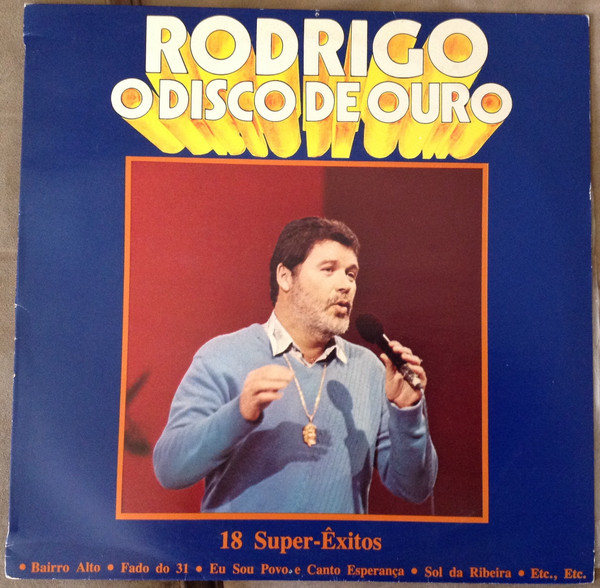 RODRIGO
O DISCO DE OURO
18 Super-Êxitos
• Bairro Alto • Fado do 31 • Eu Sou Povo e Canto Esperança • Sol da Ribeira • Etc., Etc.